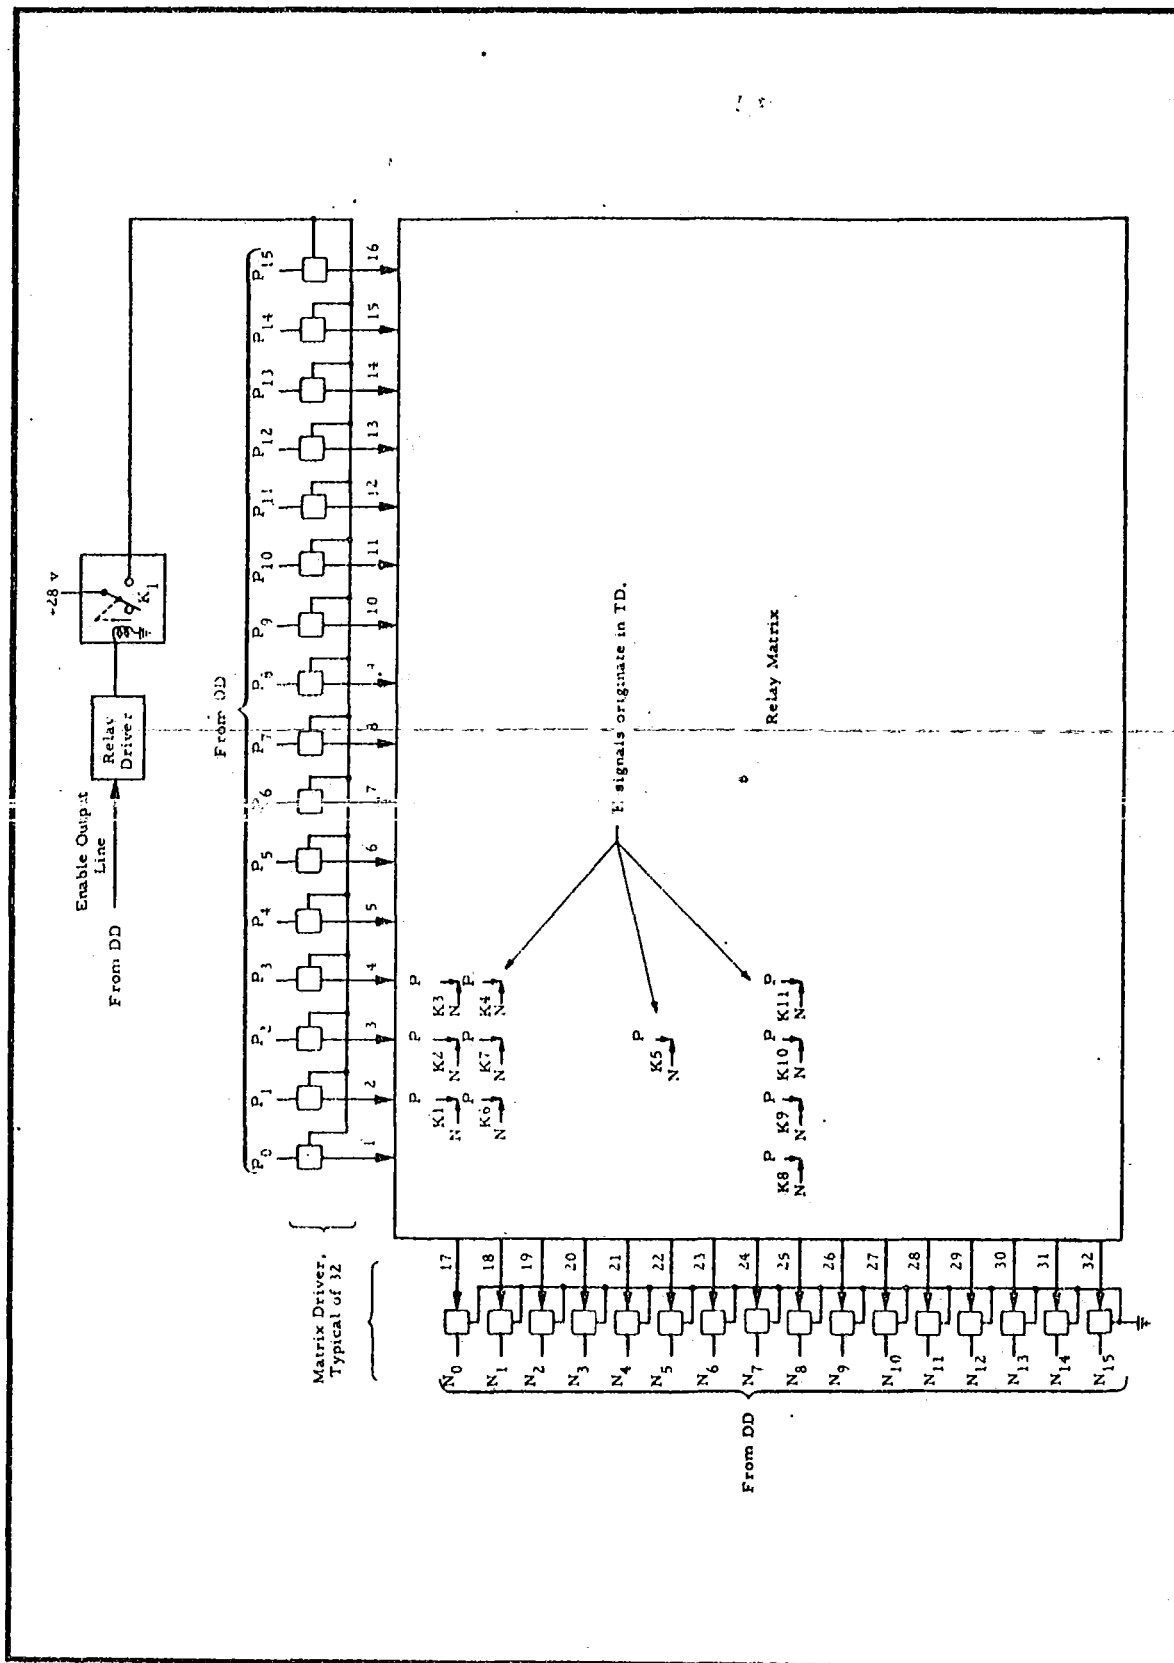 +28 v
K1
Relay
Driver
Enable Output
Line
From DD
From DD
P0 P1 P2 P3 P4 P5 P6 P7 P8 P9 P10 P11 P12 P13 P14 P15
1 2 3 4 5 6 7 8 9 10 11 12 13 14 15 16
Matrix Driver,
Typical of 32
N0 17
N1 18
N2 19
N3 20
N4 21
N5 22
N6 23
N7 24
N8 25
N9 26
N10 27
N11 28
N12 29
N13 30
N14 31
N15 32
From DD
P P P
K1 K2 K3
N N N
P P P
K6 K7 K4
N N N
P
K5
N
P P P P
K8 K9 K10 K11
N N N N
signals originate in TD.
Relay Matrix